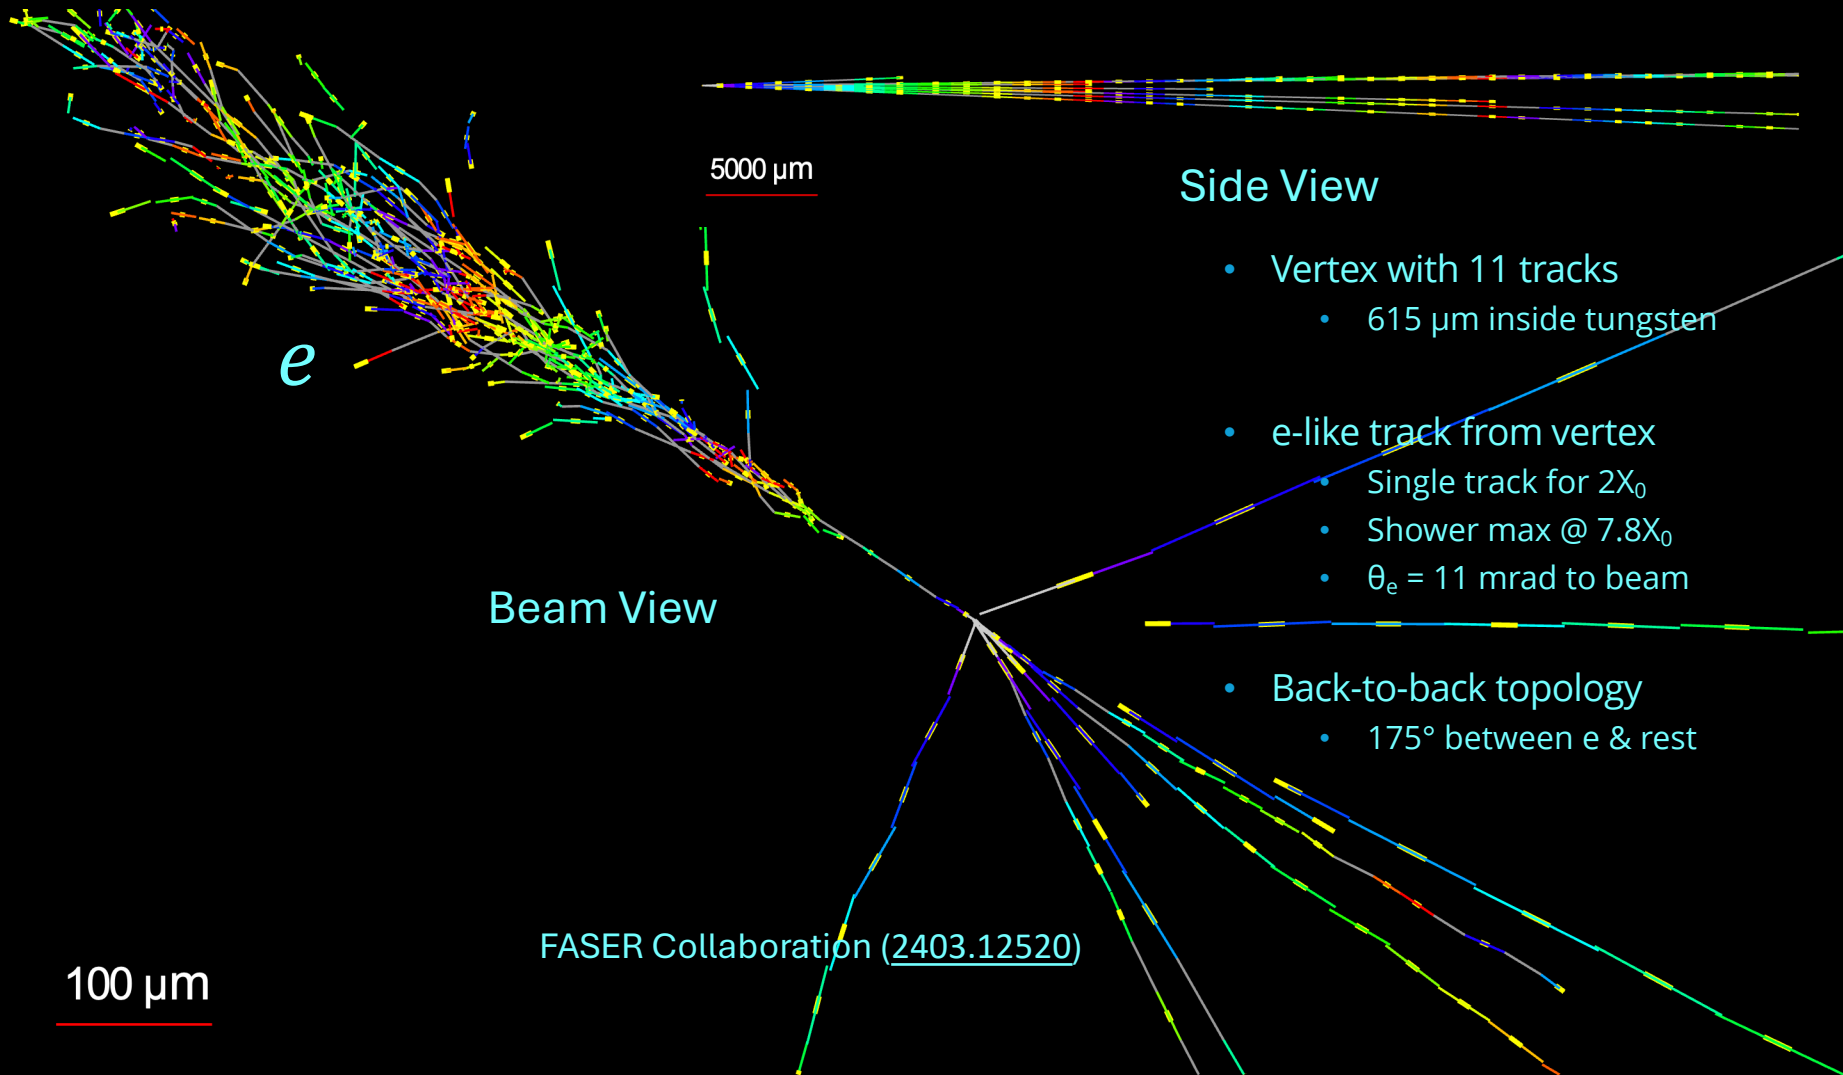 5000 µm
Side View
• Vertex with 11 tracks
• 615 µm inside tungsten
e
• e-like track from vertex
• Single track for 2X₀
• Shower max @ 7.8X₀
• θₑ = 11 mrad to beam
Beam View
• Back-to-back topology
• 175° between e & rest
FASER Collaboration (2403.12520)
100 µm